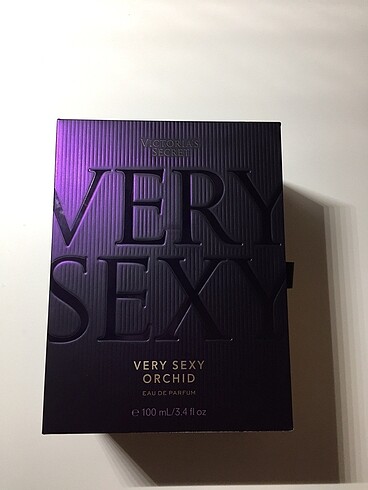 VICTORIA'S
SECRET
VERY
SEXY
VERY SEXY
ORCHID
EAU DE PARFUM
℮ 100 mL/3.4 fl oz